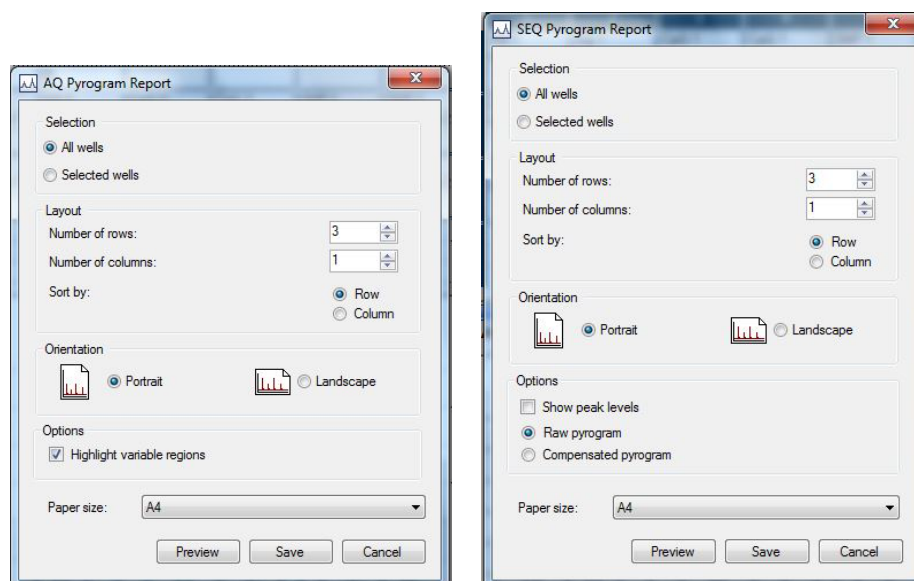 AQ Pyrogram Report
Selection
All wells
Selected wells
Layout
Number of rows: 3
Number of columns: 1
Sort by: Row
Column
Orientation
Portrait Landscape
Options
Highlight variable regions
Paper size: A4
Preview Save Cancel
SEQ Pyrogram Report
Selection
All wells
Selected wells
Layout
Number of rows: 3
Number of columns: 1
Sort by: Row
Column
Orientation
Portrait Landscape
Options
Show peak levels
Raw pyrogram
Compensated pyrogram
Paper size: A4
Preview Save Cancel